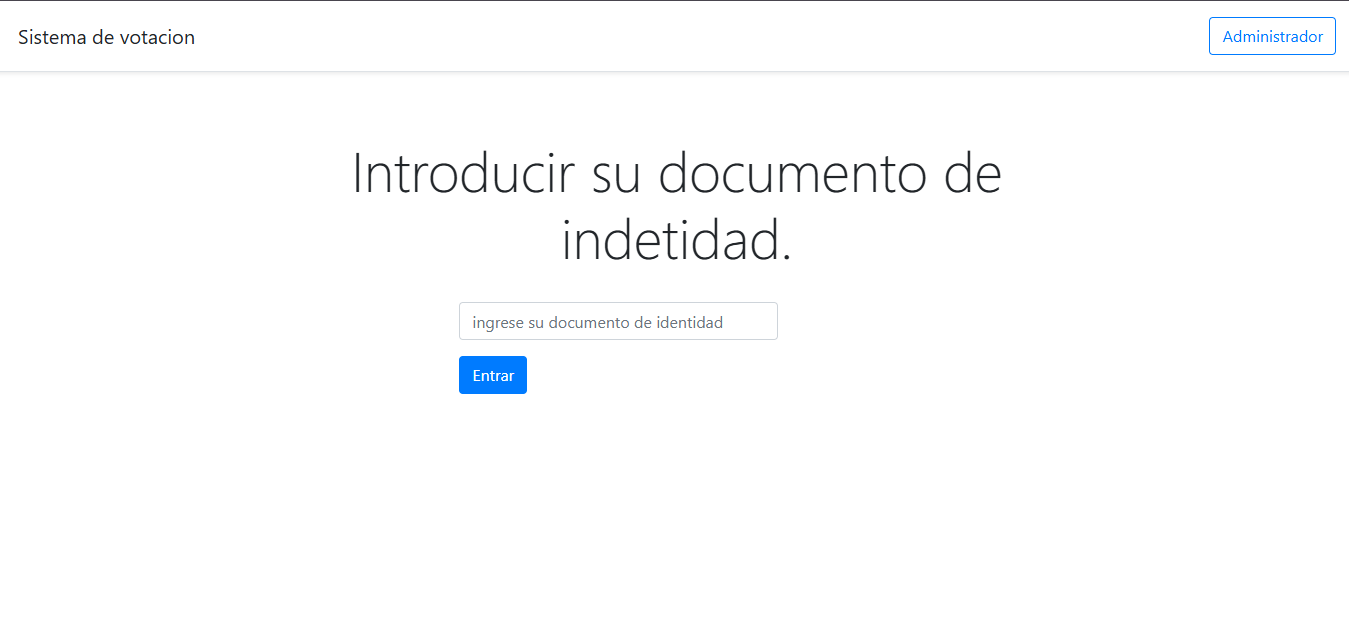 Sistema de votacion
Administrador
Introducir su documento de
indetidad.
ingrese su documento de identidad
Entrar